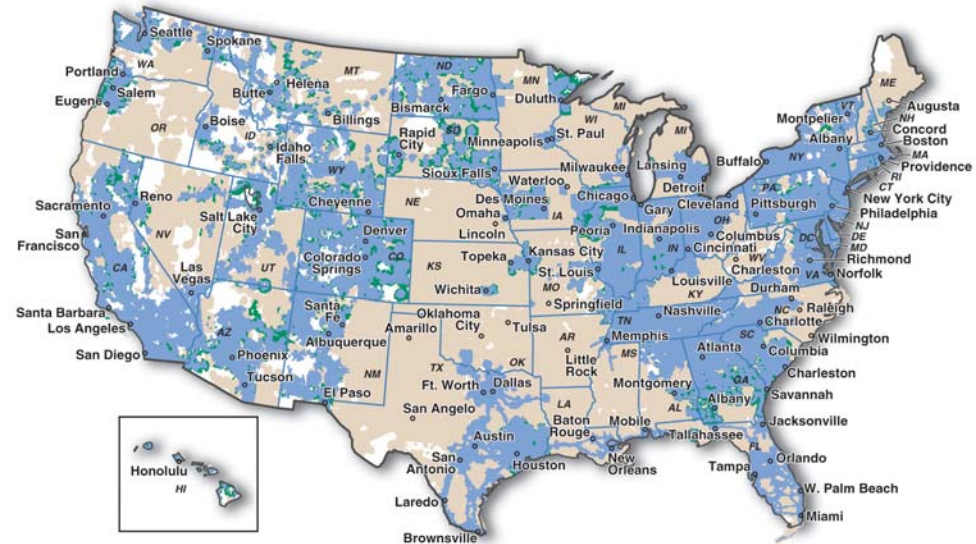 Seattle
Spokane
WA
Portland
Salem
Eugene
OR
Helena
Butte
MT
Billings
Boise
ID
Idaho
Falls
WY
Cheyenne
ND
Fargo
Bismarck
Rapid
City
SD
Sioux Falls
MN
Duluth
Minneapolis
St. Paul
WI
MI
MI
Milwaukee
Lansing
Detroit
Waterloo
Des Moines
IA
Chicago
Gary
Cleveland
Buffalo
ME
Augusta
VT
Montpelier
NH
Concord
Albany
Boston
MA
NY
Providence
RI
CT
New York City
PA
Pittsburgh
Philadelphia
NJ
DE
MD
DC
Richmond
VA
Norfolk
Sacramento
Reno
San
Francisco
NV
CA
Las
Vegas
Salt Lake
City
UT
Denver
Colorado
Springs
CO
NE
Omaha
Lincoln
KS
Topeka
Kansas City
Wichita
MO
St. Louis
Springfield
Peoria
IL
Indianapolis
IN
OH
Columbus
Cincinnati
WV
Charleston
Louisville
KY
Durham
Raleigh
NC
Charlotte
Wilmington
Santa Barbara
Los Angeles
San Diego
AZ
Phoenix
Tucson
Santa
Fe
Albuquerque
NM
El Paso
Amarillo
Oklahoma
City
Tulsa
OK
TX
Ft. Worth
Dallas
San Angelo
Austin
San
Antonio
Houston
Laredo
Brownsville
AR
Little
Rock
LA
Baton
Rouge
New
Orleans
TN
Nashville
Memphis
MS
Montgomery
AL
Mobile
Atlanta
GA
Albany
SC
Columbia
Charleston
Savannah
Jacksonville
Tallahassee
FL
Orlando
Tampa
W. Palm Beach
Miami
Honolulu
HI